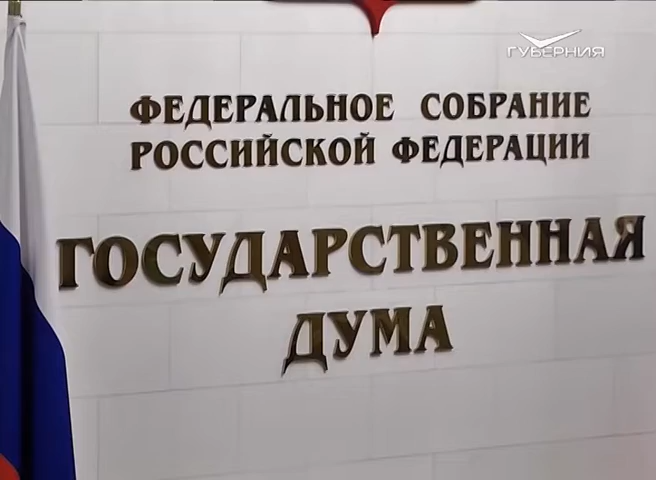 ГУБЕРНИЯ
ФЕДЕРАЛЬНОЕ СОБРАНИЕ
РОССИЙСКОЙ ФЕДЕРАЦИИ
ГОСУДАРСТВЕННАЯ
ДУМА